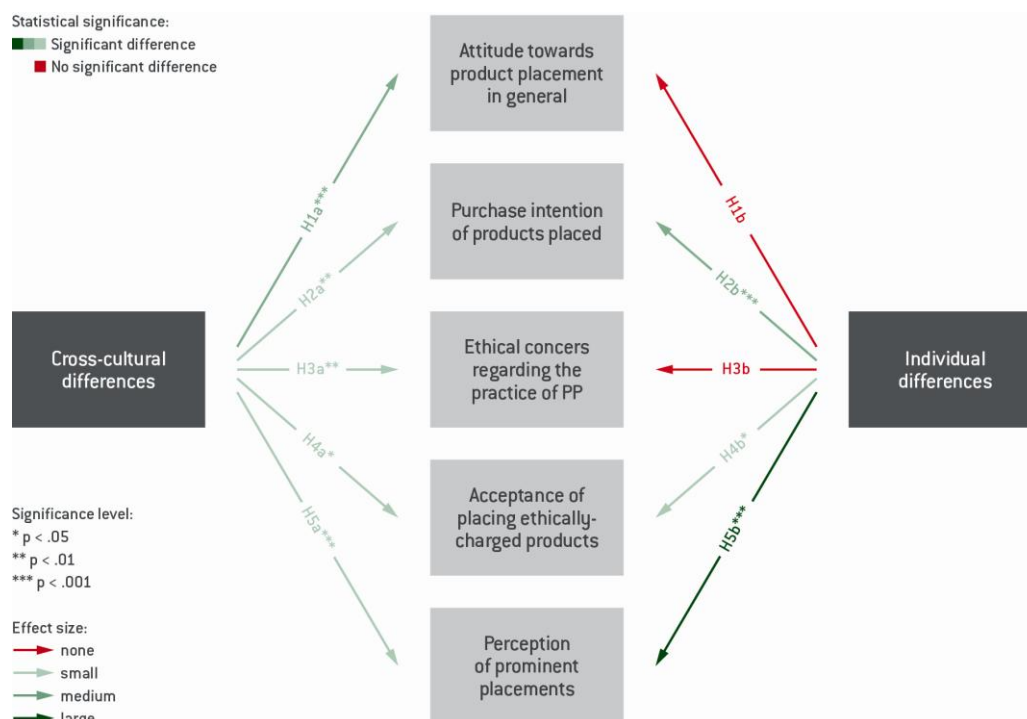 Statistical significance:
Significant difference
No significant difference
Attitude towards
product placement
in general
H1a***
H1b
Purchase intention
of products placed
H2a**
H2b***
Cross-cultural
differences
H3a**
Ethical concers
regarding the
practice of PP
H3b
Individual
differences
H4a*
H4b*
Acceptance of
placing ethically-
charged products
H5a***
H5b***
Perception
of prominent
placements
Significance level:
* p < .05
** p < .01
*** p < .001
Effect size:
none
small
medium
large